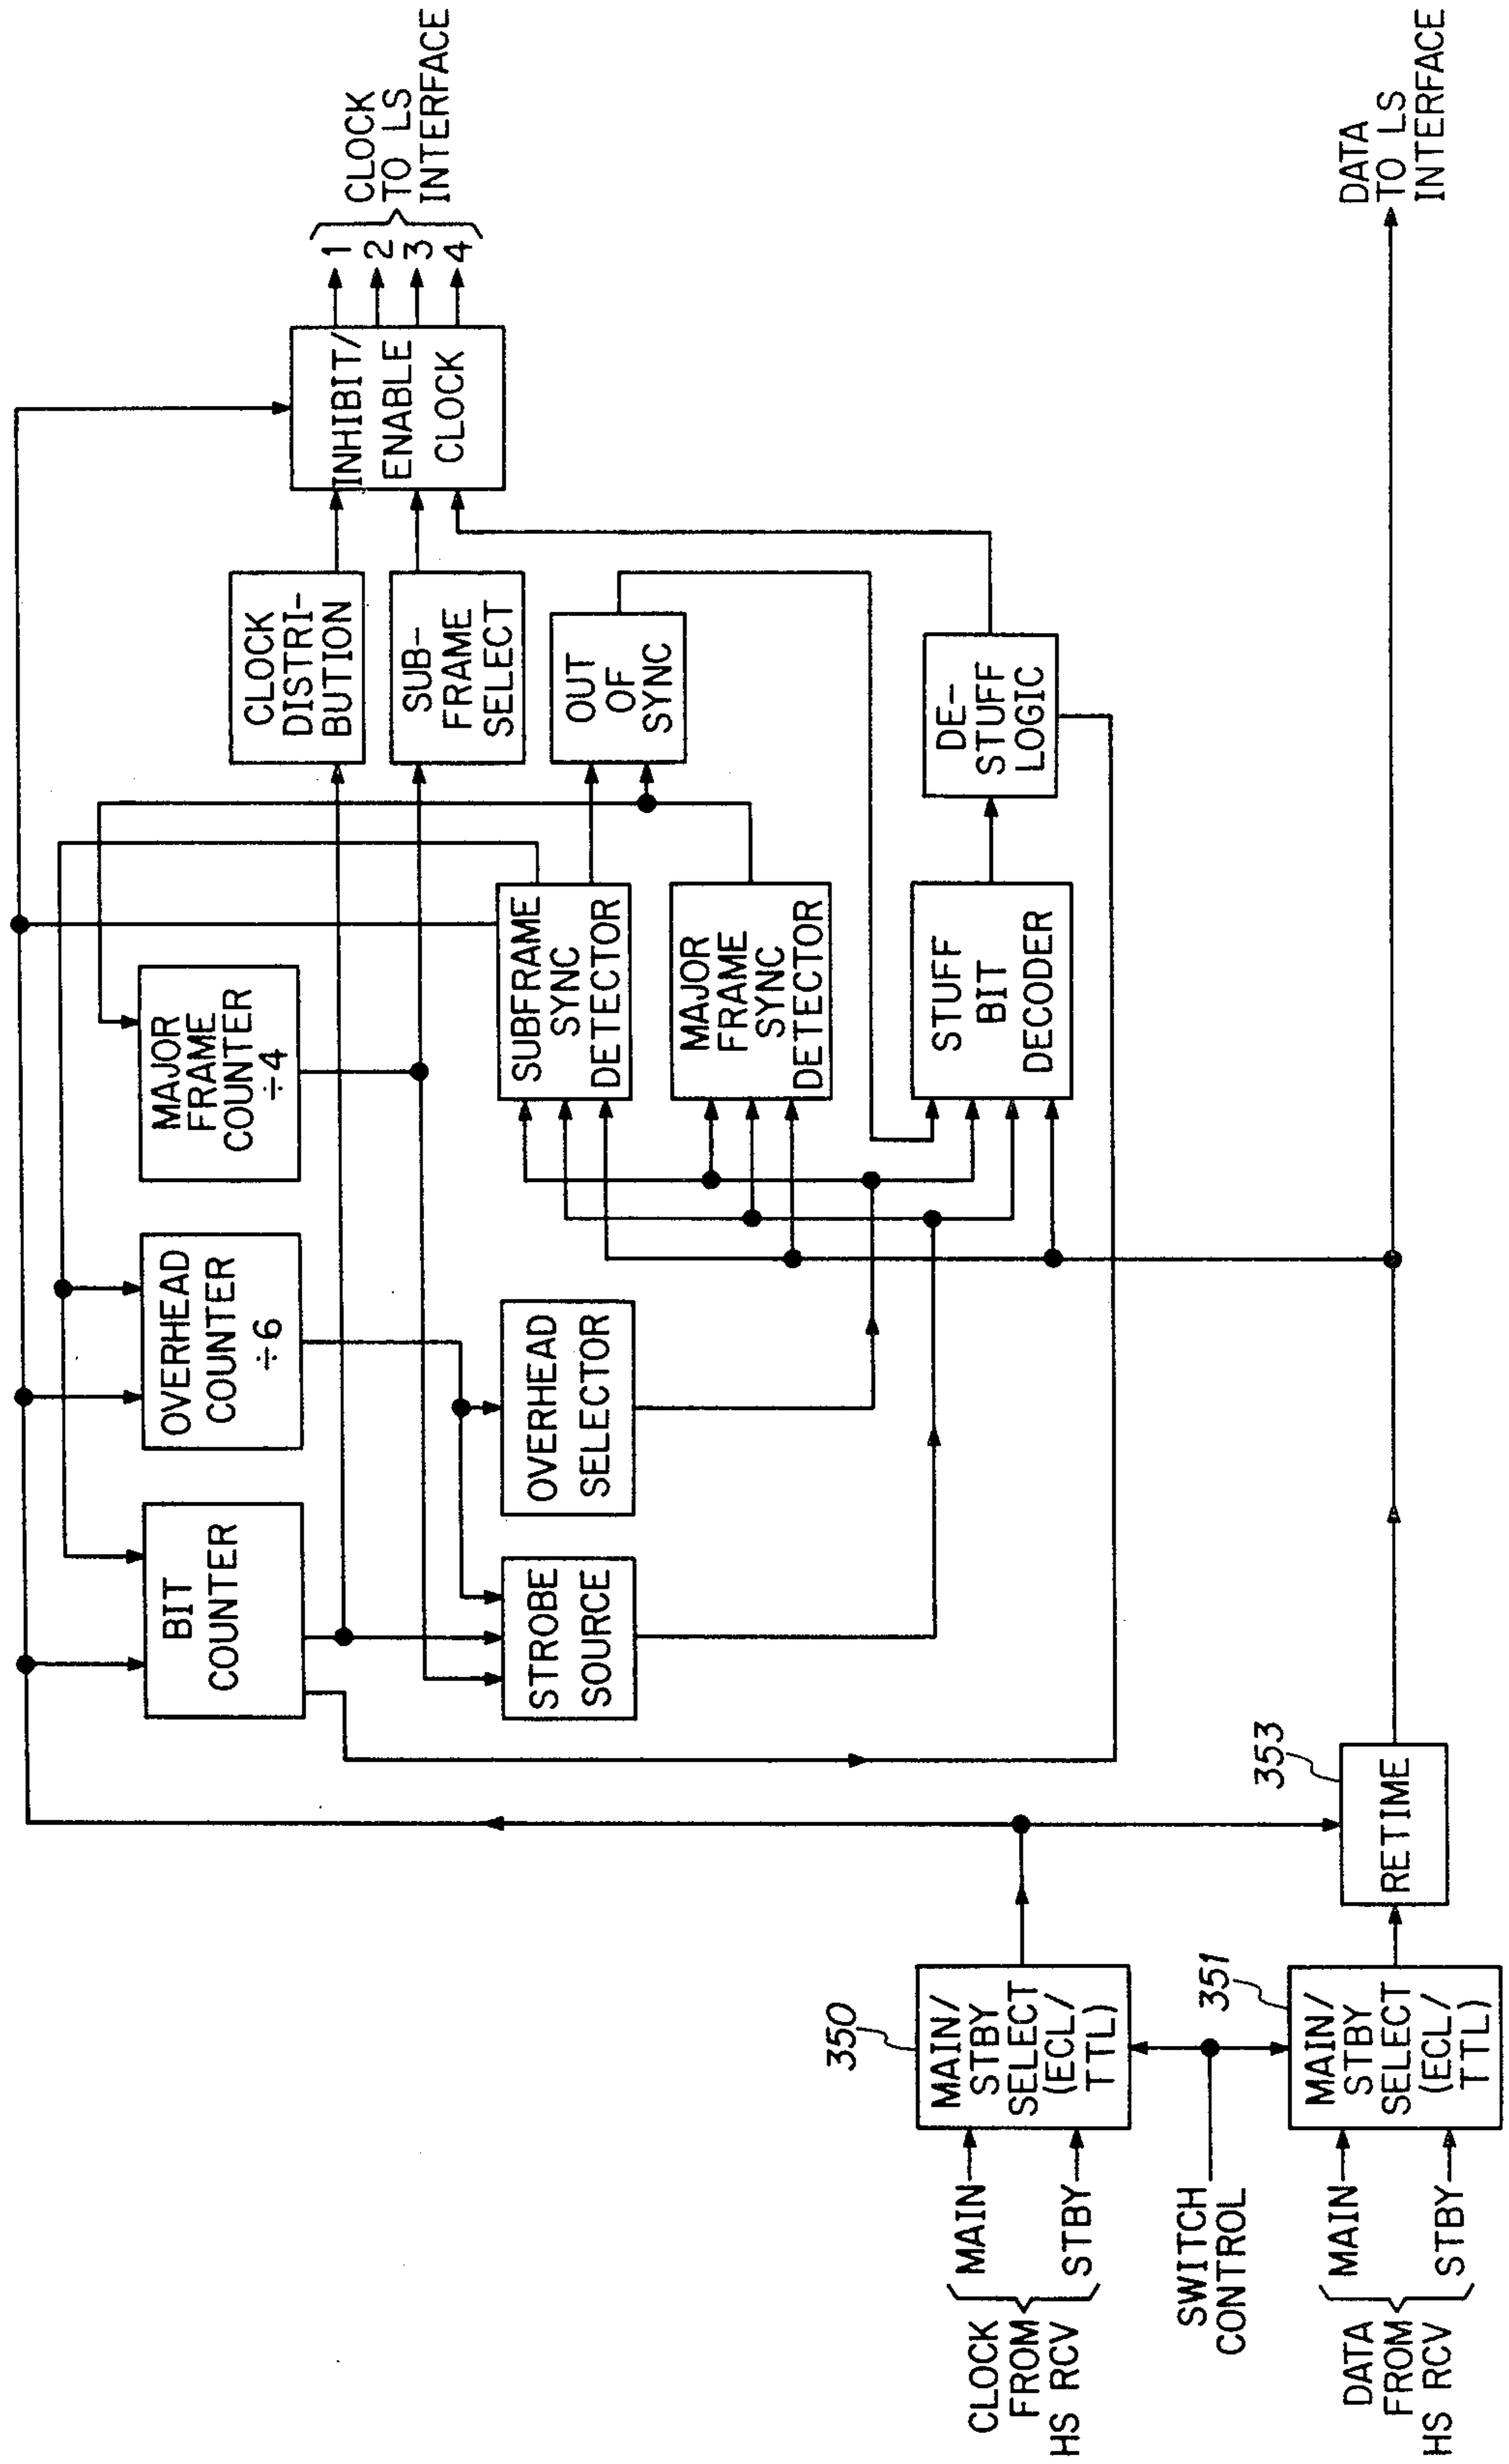 CLOCK
FROM
HS RCV
MAIN
STBY
SWITCH
CONTROL
DATA
FROM
HS RCV
MAIN
STBY
350
MAIN/
STBY
SELECT
(ECL/
TTL)
351
MAIN/
STBY
SELECT
(ECL/
TTL)
353
RETIME
BIT
COUNTER
OVERHEAD
COUNTER
÷6
MAJOR
FRAME
COUNTER
÷4
STROBE
SOURCE
OVERHEAD
SELECTOR
SUBFRAME
SYNC
DETECTOR
MAJOR
FRAME
SYNC
DETECTOR
STUFF
BIT
DECODER
CLOCK
DISTRI-
BUTION
SUB-
FRAME
SELECT
OUT
OF
SYNC
DE-
STUFF
LOGIC
INHIBIT/
ENABLE
CLOCK
1
2
3
4
CLOCK
TO LS
INTERFACE
DATA
TO LS
INTERFACE